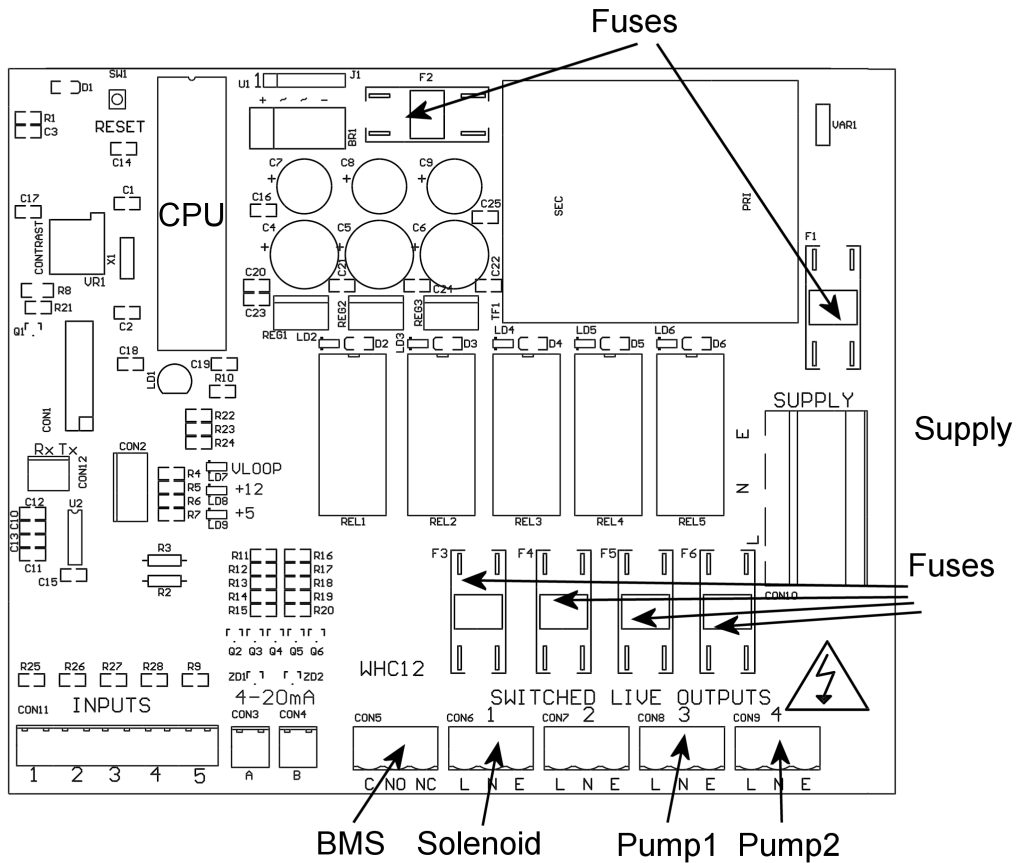 Fuses
SW1
D1
U1 1
J1
F2
+ ~ ~ -
BR1
R1
C3
RESET
C14
VAR1
C7
C8
C9
+
+
+
C17
C1
C16
C25
CPU
SEC
PRI
CONTRAST
VR1
X1
C4
C5
C6
+
+
+
F1
C20
C21
C22
C23
C24
R8
R21
Q1
C2
REG1
REG2
REG3
TF1
LD2
D2
LD3
D3
LD4
D4
LD5
D5
LD6
D6
C18
C19
LD1
R10
CON1
R22
R23
R24
SUPPLY
Supply
E
N
L
Rx Tx
CON12
CON2
R4
R5
R6
R7
VLOOP
LD7
+12
LD8
+5
LD9
REL1
REL2
REL3
REL4
REL5
C12
C10
C13
C11
U2
C15
R3
R2
R11
R12
R13
R14
R15
R16
R17
R18
R19
R20
F3
F4
F5
F6
Fuses
CON10
Q2 Q3 Q4 Q5 Q6
ZD1
ZD2
WHC12
R25
R26
R27
R28
R9
4-20mA
SWITCHED LIVE OUTPUTS
INPUTS
CON11
CON3
CON4
CON5
CON6
1
CON7
2
CON8
3
CON9
4
1 2 3 4 5
A
B
C NO NC
L N E
L N E
L N E
L N E
BMS
Solenoid
Pump1
Pump2